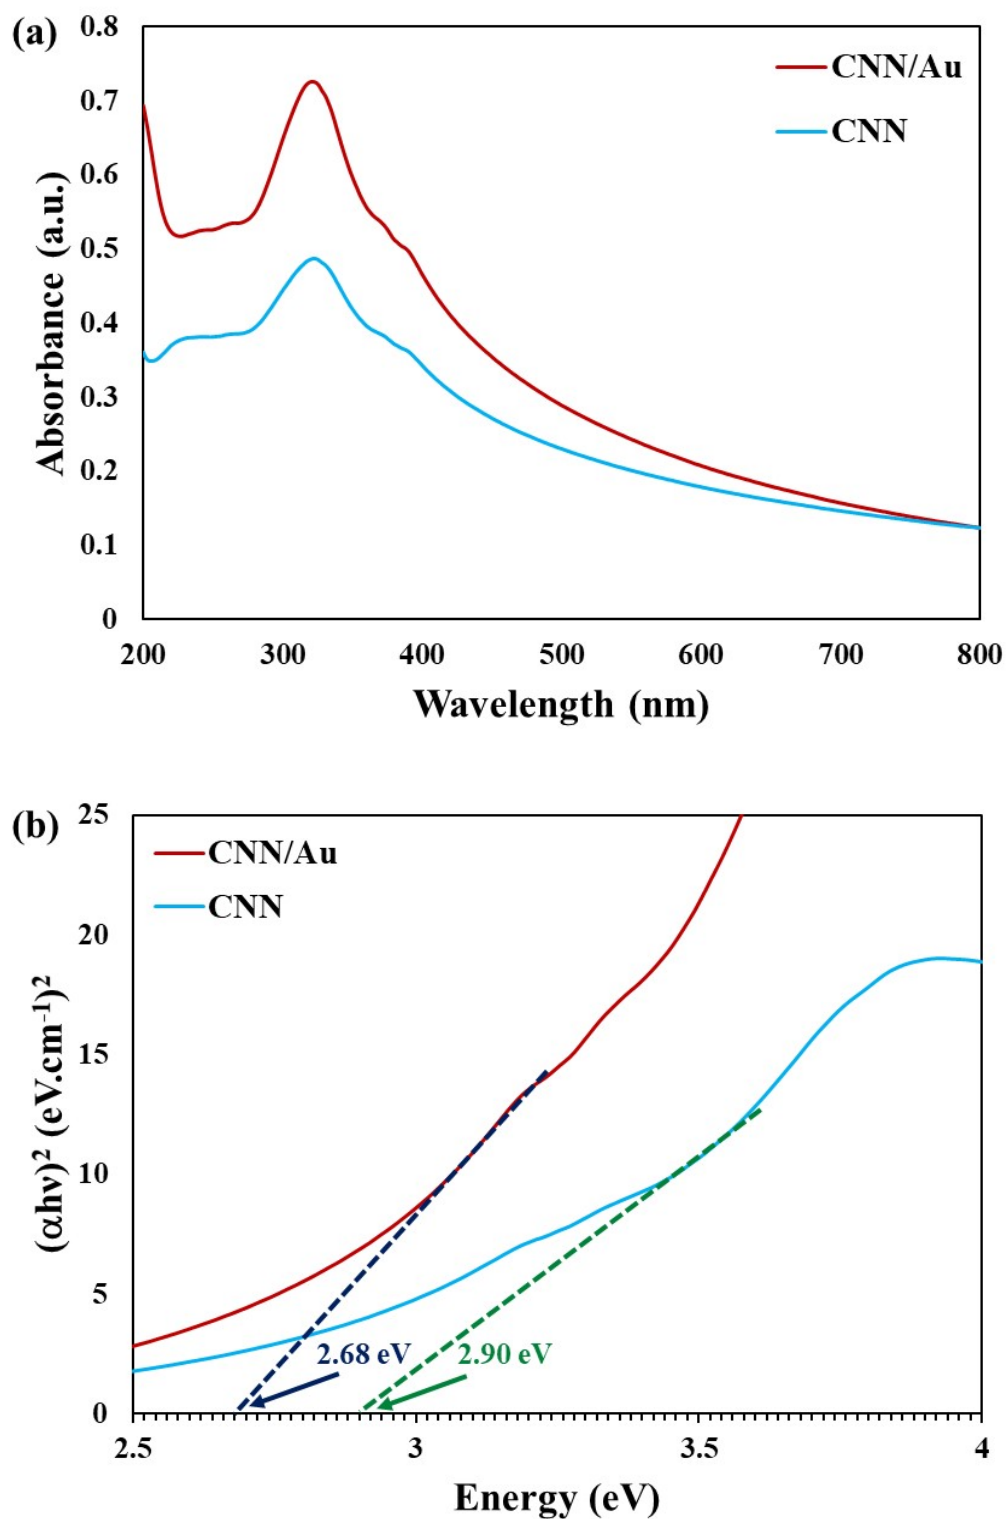 (a)
0.8
0.7
0.6
0.5
0.4
0.3
0.2
0.1
0
Absorbance (a.u.)
CNN/Au
CNN
200 300 400 500 600 700 800
Wavelength (nm)
(b)
25
20
15
10
5
0
(αhν)² (eV.cm⁻¹)²
CNN/Au
CNN
2.68 eV
2.90 eV
2.5 3 3.5 4
Energy (eV)